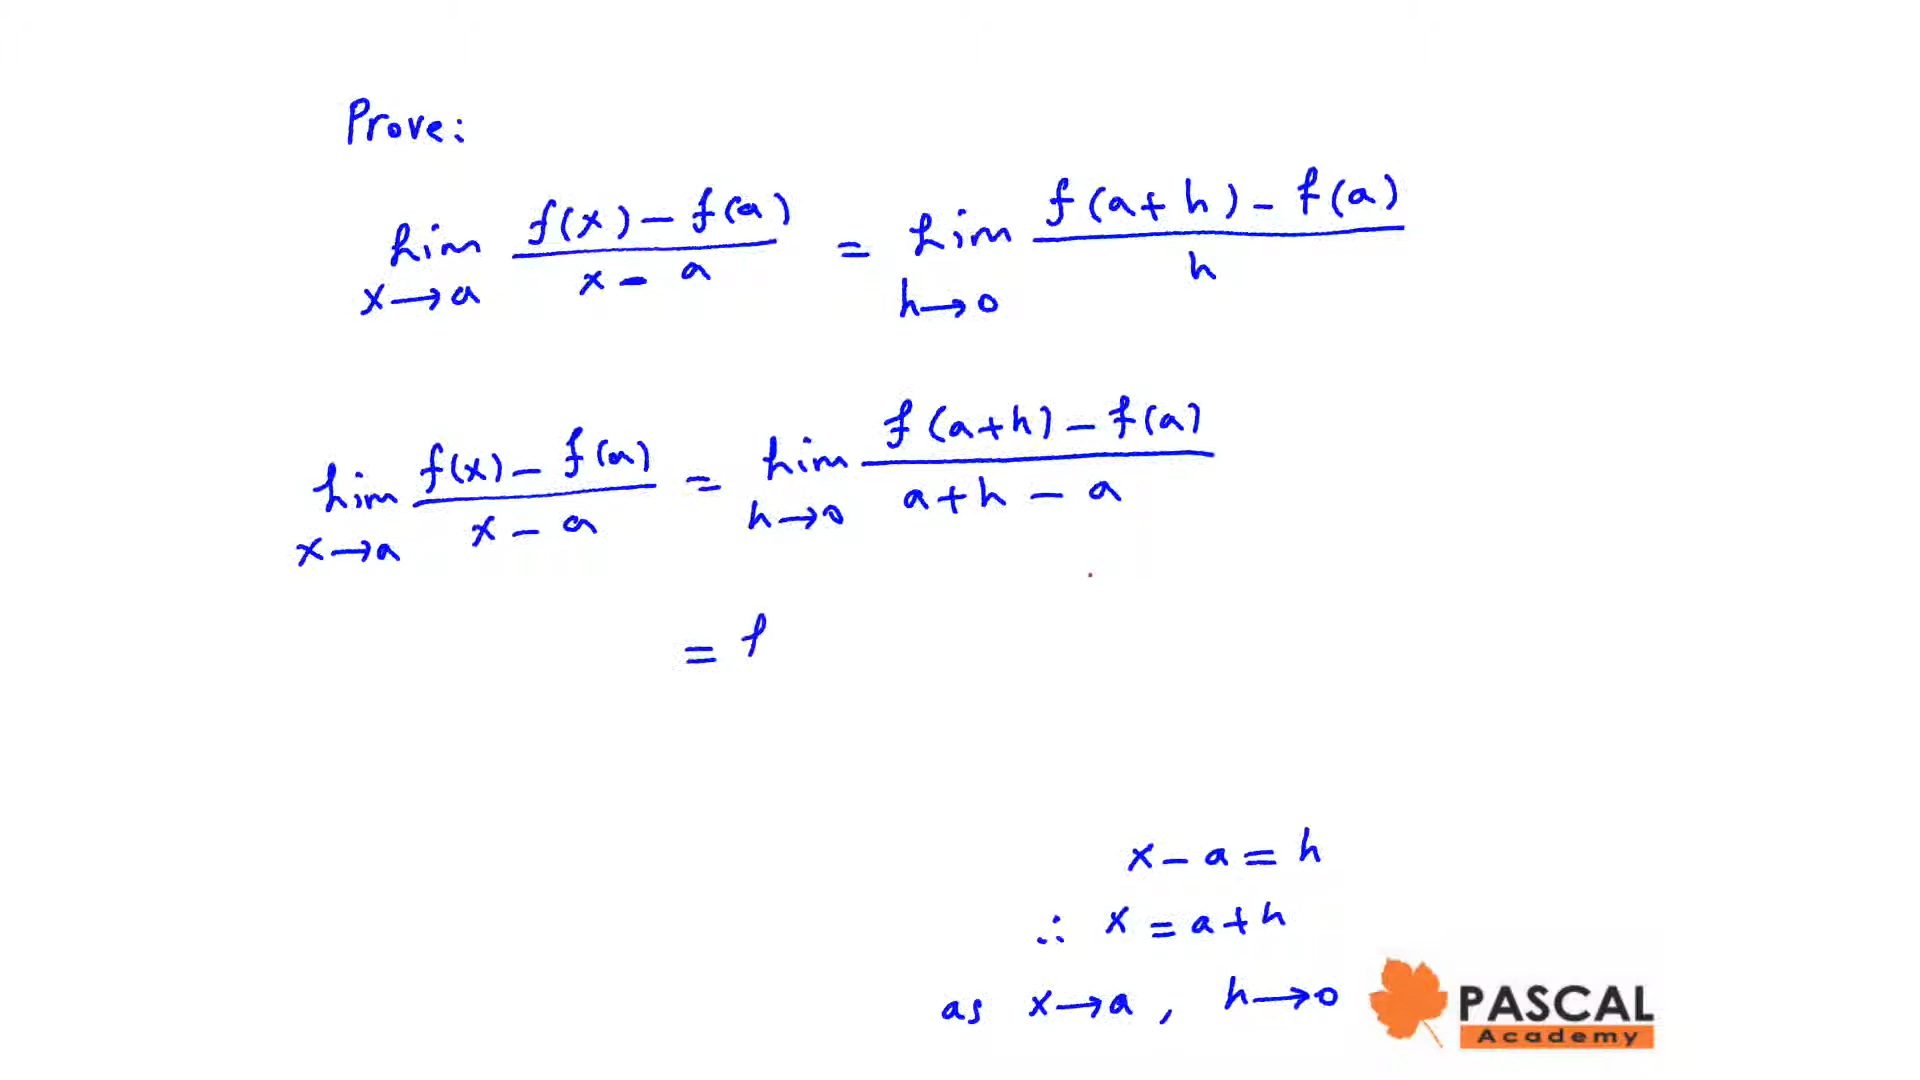 Prove:
lim x→a (f(x) − f(a)) / (x − a) = lim h→0 (f(a+h) − f(a)) / h
lim x→a (f(x) − f(a)) / (x − a) = lim h→0 (f(a+h) − f(a)) / (a+h − a)
=
x − a = h
∴ x = a+h
as x→a, h→0
PASCAL
Academy